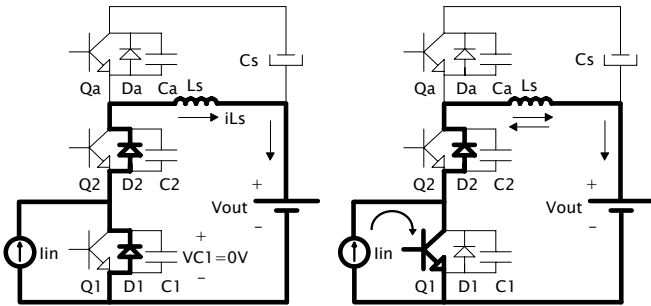 Cs
Qa Da Ca Ls
iLs
Q2 D2 C2
+
Vout
–
Iin
+
VC1=0V
–
Q1 D1 C1
Cs
Qa Da Ca Ls
Q2 D2 C2
+
Vout
–
Iin
Q1 D1 C1